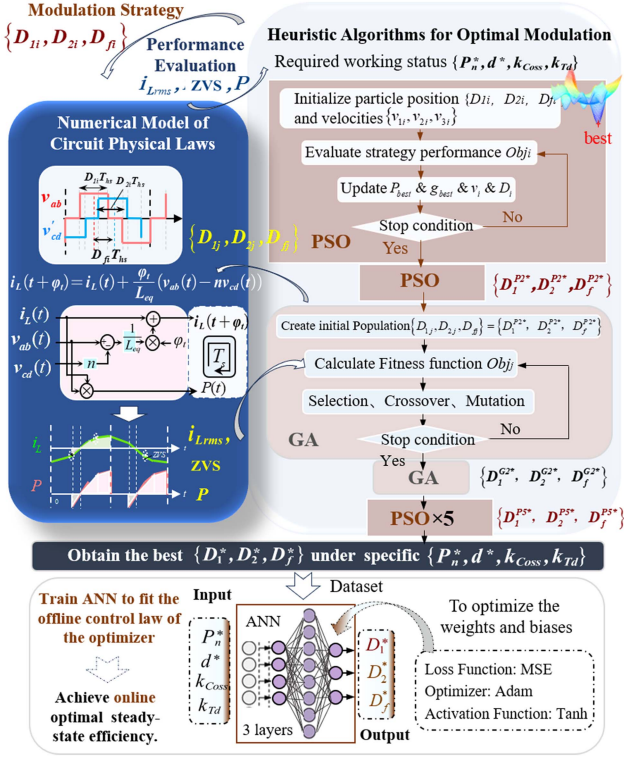 Modulation Strategy
{D1i, D2i, Dfi}
Performance
Evaluation
iLrms, ZVS, P
Numerical Model of
Circuit Physical Laws
D1iThs
D2iThs
vab
v'cd
DfiThs
{D1j, D2j, Dfj}
iL(t+φt)=iL(t)+φt/Leq(vab(t)−nvcd(t))
iL(t)
vab(t)
vcd(t)
n
1/Leq
φt
iL(t+φt)
Ts
P(t)
iL
t
ZVS
P
0
t
iLrms,
ZVS
P
Heuristic Algorithms for Optimal Modulation
Required working status {Pn*, d*, kCoss, kTd}
Initialize particle position {D1i, D2i, Dfi}
and velocities {v1i, v2i, v3i}
best
Evaluate strategy performance Obji
Update Pbest & gbest & vi & Di
Stop condition
No
Yes
PSO
PSO
{D1P2*, D2P2*, DfP2*}
Create initial Population{D1j, D2j, Dfj} = {D1P2*, D2P2*, DfP2*}
Calculate Fitness function Objj
Selection、Crossover、Mutation
Stop condition
No
Yes
GA
GA
{D1G2*, D2G2*, DfG2*}
PSO×5
{D1P5*, D2P5*, DfP5*}
Obtain the best {D1*, D2*, Df*} under specific {Pn*, d*, kCoss, kTd}
Dataset
Train ANN to fit the
offline control law of
the optimizer
Achieve online
optimal steady-
state efficiency.
Input
Pn*
d*
kCoss
kTd
ANN
3 layers
D1*
D2*
Df*
Output
To optimize the
weights and biases
Loss Function: MSE
Optimizer: Adam
Activation Function: Tanh